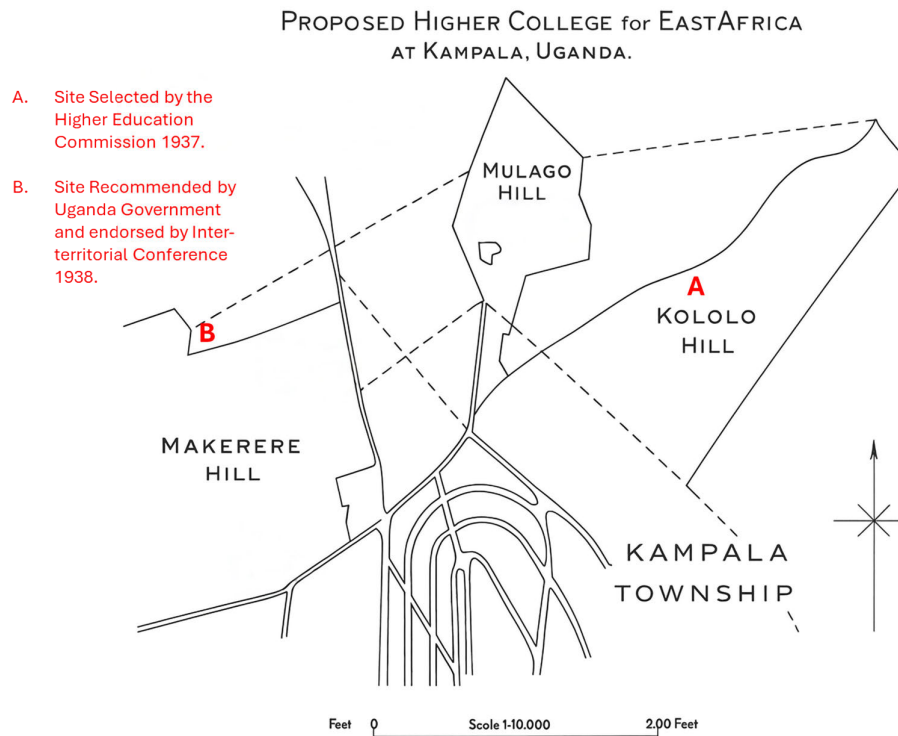 PROPOSED HIGHER COLLEGE for EASTAFRICA
AT KAMPALA, UGANDA.
A. Site Selected by the
Higher Education
Commission 1937.
B. Site Recommended by
Uganda Government
and endorsed by Inter-
territorial Conference
1938.
MULAGO
HILL
A
KOLOLO
HILL
B
MAKERERE
HILL
KAMPALA
TOWNSHIP
Feet 0 Scale 1-10.000 2.00 Feet